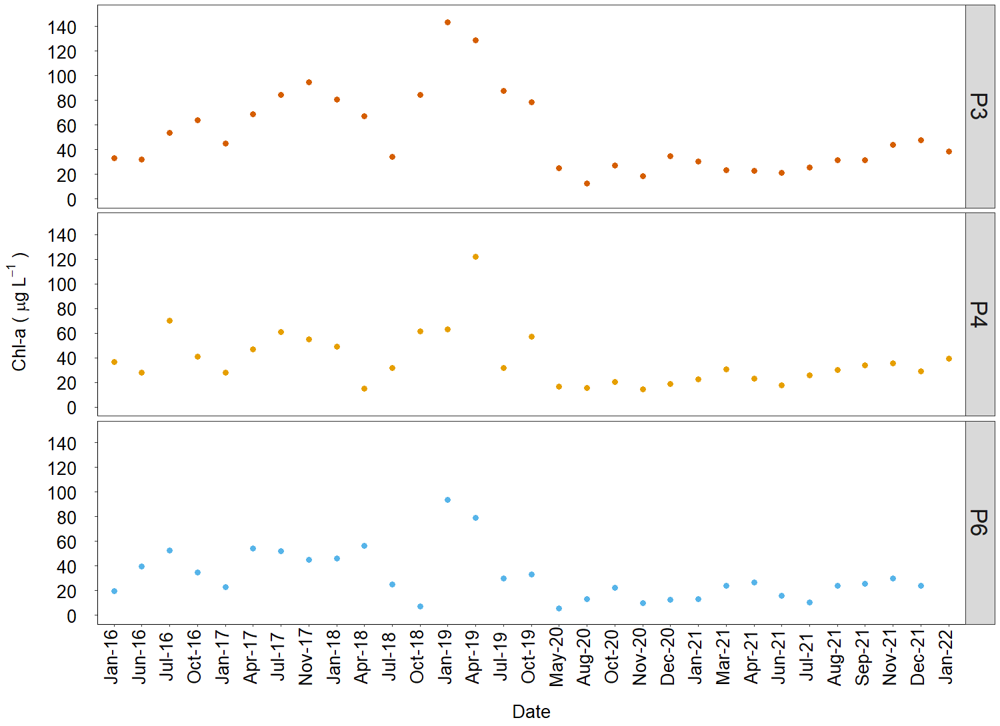 140
120
100
80
60
40
20
0
P3
140
120
100
80
60
40
20
0
P4
140
120
100
80
60
40
20
0
P6
Chl-a ( μg L⁻¹ )
Jan-16
Jun-16
Jul-16
Oct-16
Jan-17
Apr-17
Jul-17
Nov-17
Jan-18
Apr-18
Jul-18
Oct-18
Jan-19
Apr-19
Jul-19
Oct-19
May-20
Aug-20
Oct-20
Nov-20
Dec-20
Jan-21
Mar-21
Apr-21
Jun-21
Jul-21
Aug-21
Sep-21
Nov-21
Dec-21
Jan-22
Date